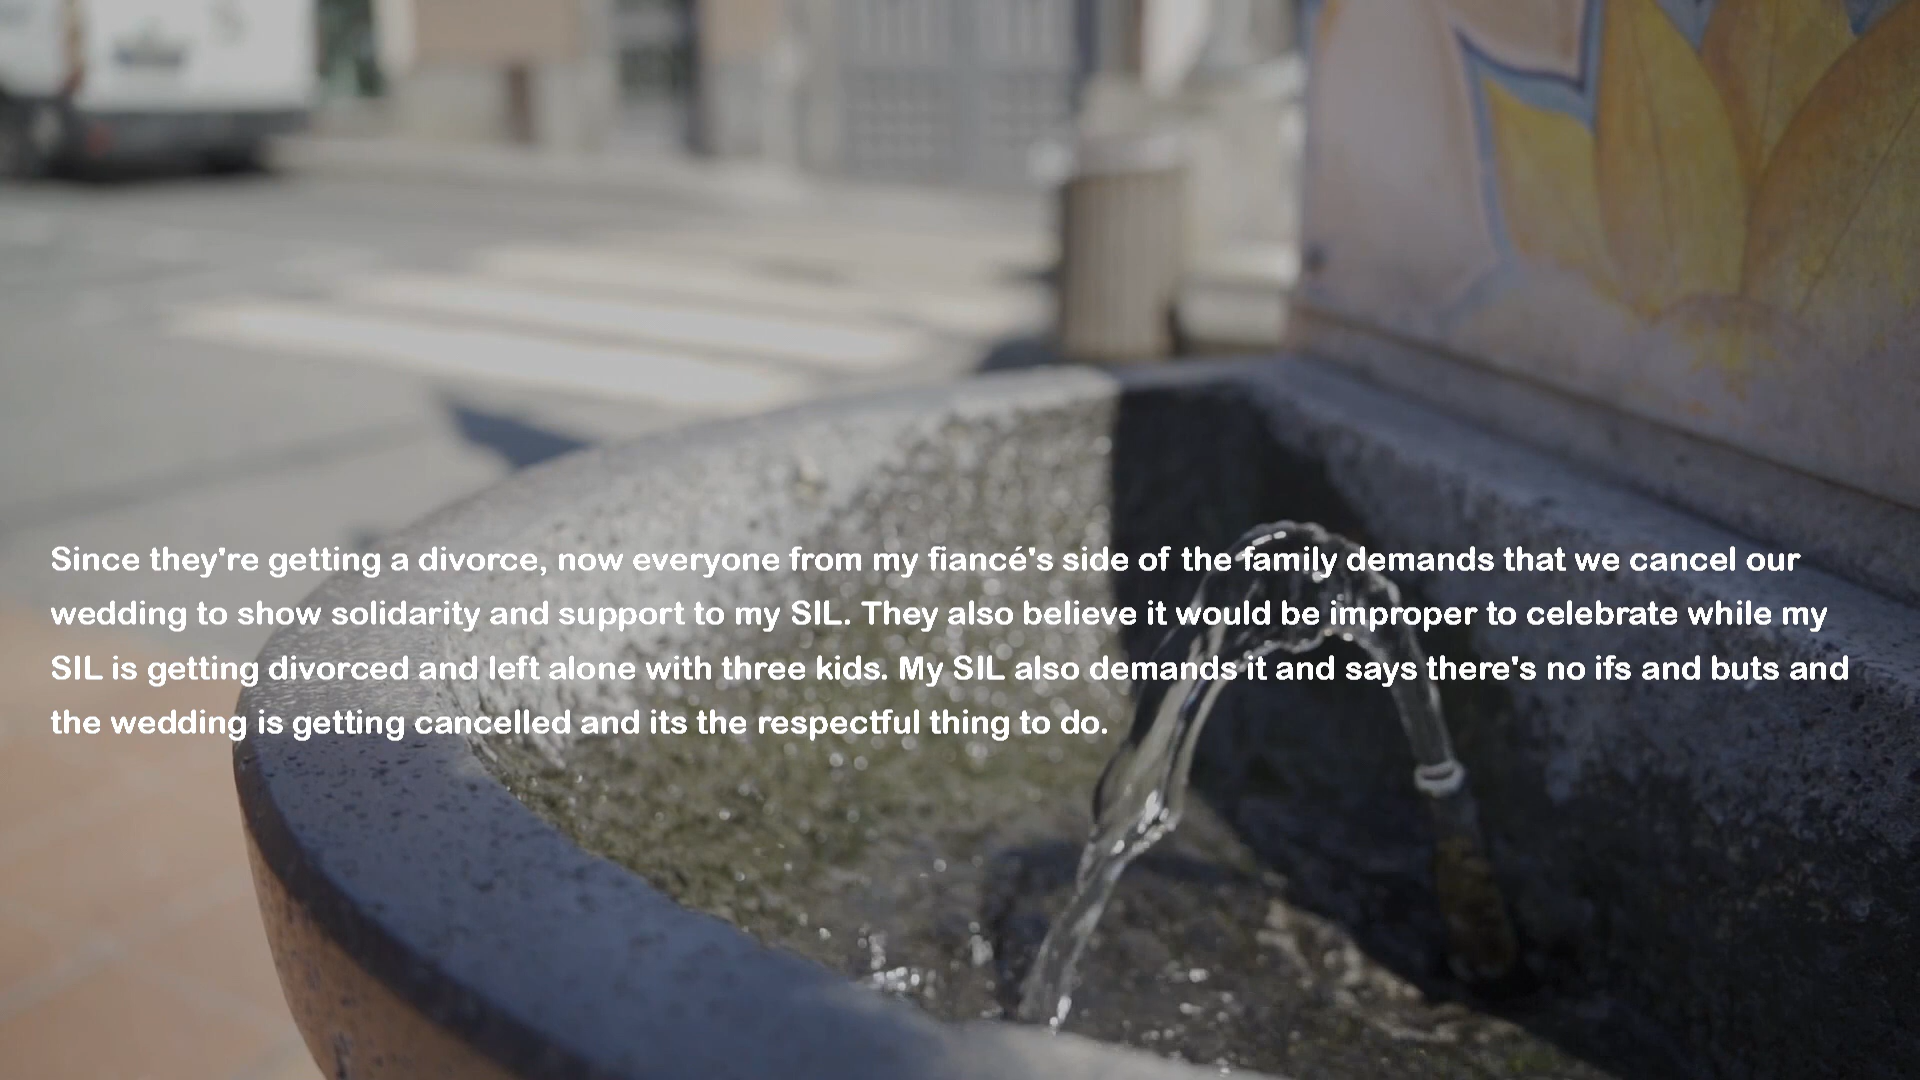 Since they're getting a divorce, now everyone from my fiancé's side of the family demands that we cancel our
wedding to show solidarity and support to my SIL. They also believe it would be improper to celebrate while my
SIL is getting divorced and left alone with three kids. My SIL also demands it and says there's no ifs and buts and
the wedding is getting cancelled and its the respectful thing to do.